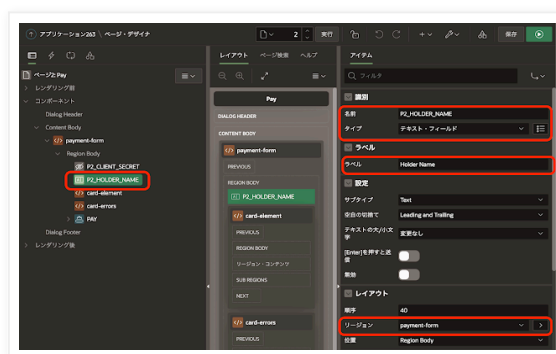 アプリケーション263 \ ページ・デザイナ
2
実行
保存
ページ2: Pay
レンダリング前
コンポーネント
Dialog Header
Content Body
payment-form
Region Body
P2_CLIENT_SECRET
P2_HOLDER_NAME
card-element
card-errors
PAY
Dialog Footer
レンダリング後
レイアウト
ページ検索
ヘルプ
Pay
DIALOG HEADER
CONTENT BODY
payment-form
PREVIOUS
REGION BODY
P2_HOLDER_NAME
card-element
PREVIOUS
REGION BODY
リージョン・コンテンツ
SUB REGIONS
NEXT
card-errors
PREVIOUS
アイテム
フィルタ
識別
名前 P2_HOLDER_NAME
タイプ テキスト・フィールド
ラベル
ラベル Holder Name
設定
サブタイプ Text
空白の切捨て Leading and Trailing
テキストの大/小文字 変更なし
[Enter]を押すと送信
無効
レイアウト
順序 40
リージョン payment-form
位置 Region Body